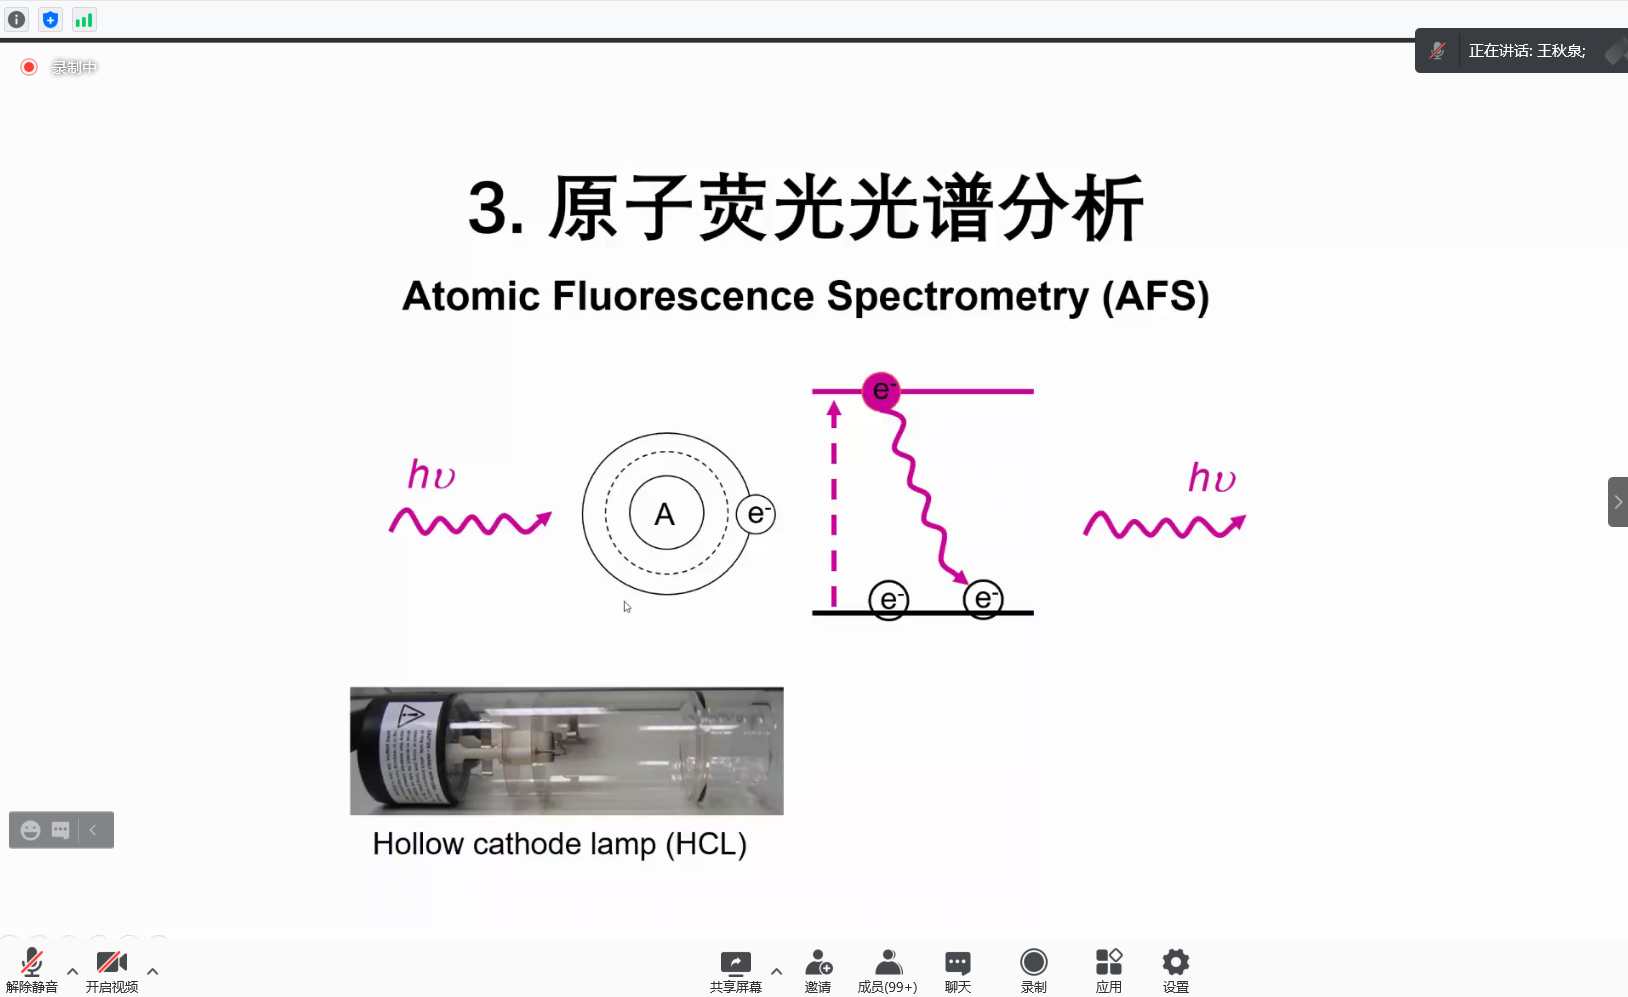 录制中
正在讲话: 王秋泉;
3. 原子荧光光谱分析
Atomic Fluorescence Spectrometry (AFS)
e-
hυ
hυ
A
e-
e-
e-
Hollow cathode lamp (HCL)
解除静音
开启视频
共享屏幕
邀请
成员(99+)
聊天
录制
应用
设置